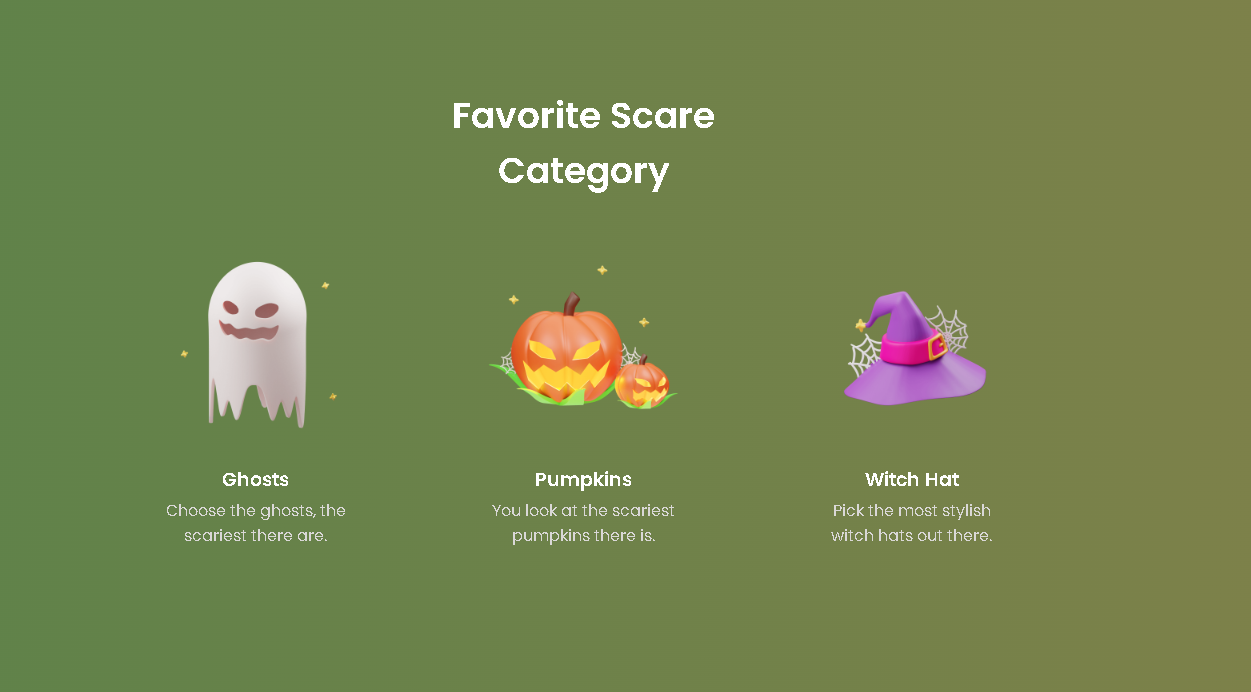 Favorite Scare
Category
Ghosts
Choose the ghosts, the
scariest there are.
Pumpkins
You look at the scariest
pumpkins there is.
Witch Hat
Pick the most stylish
witch hats out there.